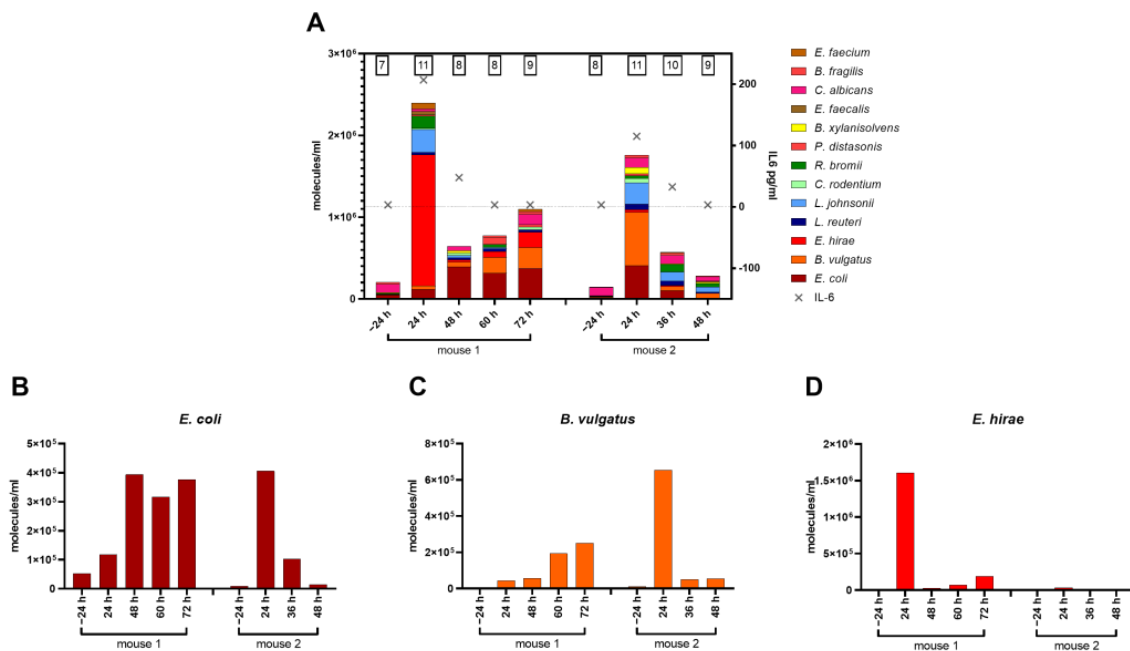 A
3×10⁶
2×10⁶
1×10⁶
0
molecules/ml
7 11 8 8 9 8 11 10 9
200
100
0
-100
IL6 pg/ml
−24 h 24 h 48 h 60 h 72 h −24 h 24 h 36 h 48 h
mouse 1 mouse 2
E. faecium
B. fragilis
C. albicans
E. faecalis
B. xylanisolvens
P. distasonis
R. bromii
C. rodentium
L. johnsonii
L. reuteri
E. hirae
B. vulgatus
E. coli
IL-6
B
E. coli
5×10⁵
4×10⁵
3×10⁵
2×10⁵
1×10⁵
0
molecules/ml
−24 h 24 h 48 h 60 h 72 h −24 h 24 h 36 h 48 h
mouse 1 mouse 2
C
B. vulgatus
8×10⁵
6×10⁵
4×10⁵
2×10⁵
0
molecules/ml
−24 h 24 h 48 h 60 h 72 h −24 h 24 h 36 h 48 h
mouse 1 mouse 2
D
E. hirae
2×10⁶
1.5×10⁶
1×10⁶
5×10⁵
0
molecules/ml
−24 h 24 h 48 h 60 h 72 h −24 h 24 h 36 h 48 h
mouse 1 mouse 2